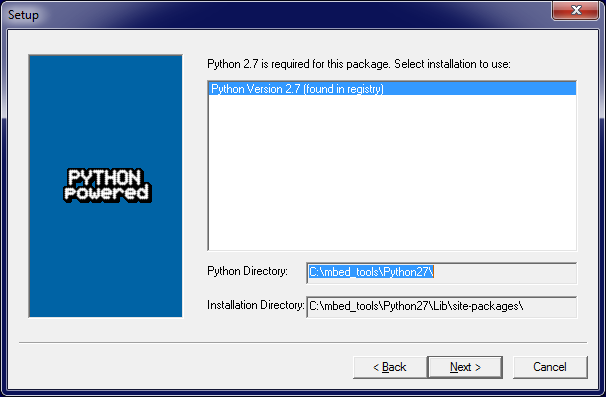 Setup
Python 2.7 is required for this package. Select installation to use:
Python Version 2.7 (found in registry)
PYTHON
powered
Python Directory: C:\mbed_tools\Python27\
Installation Directory: C:\mbed_tools\Python27\Lib\site-packages\
< Back Next > Cancel